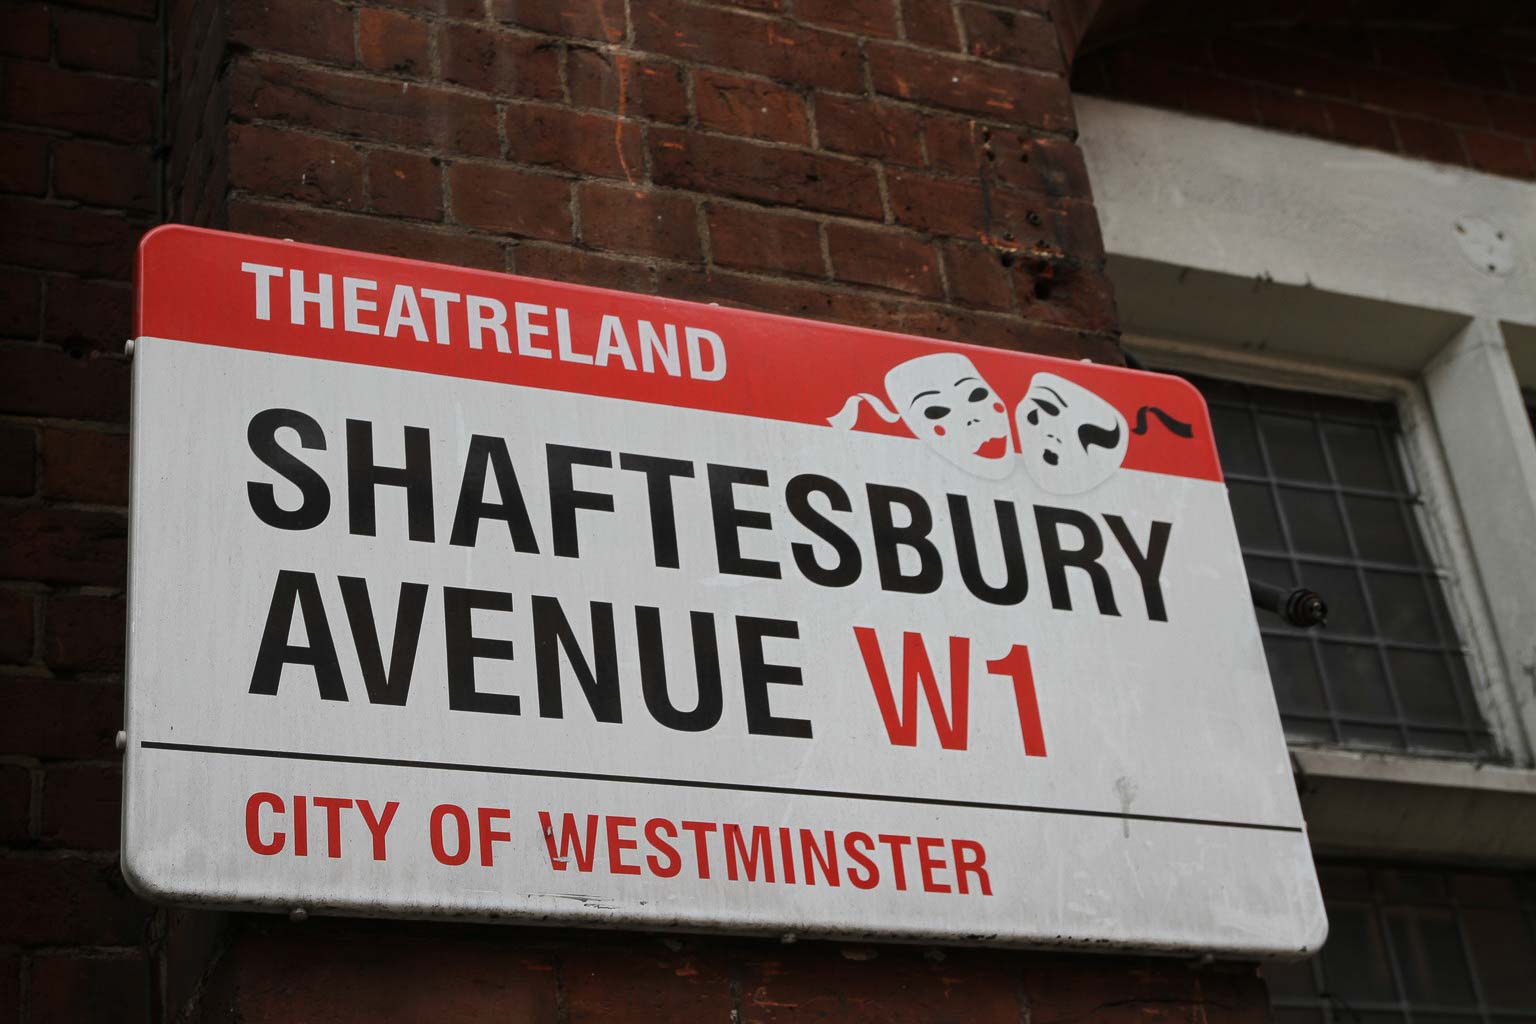 THEATRELAND
SHAFTESBURY
AVENUE W1
CITY OF WESTMINSTER